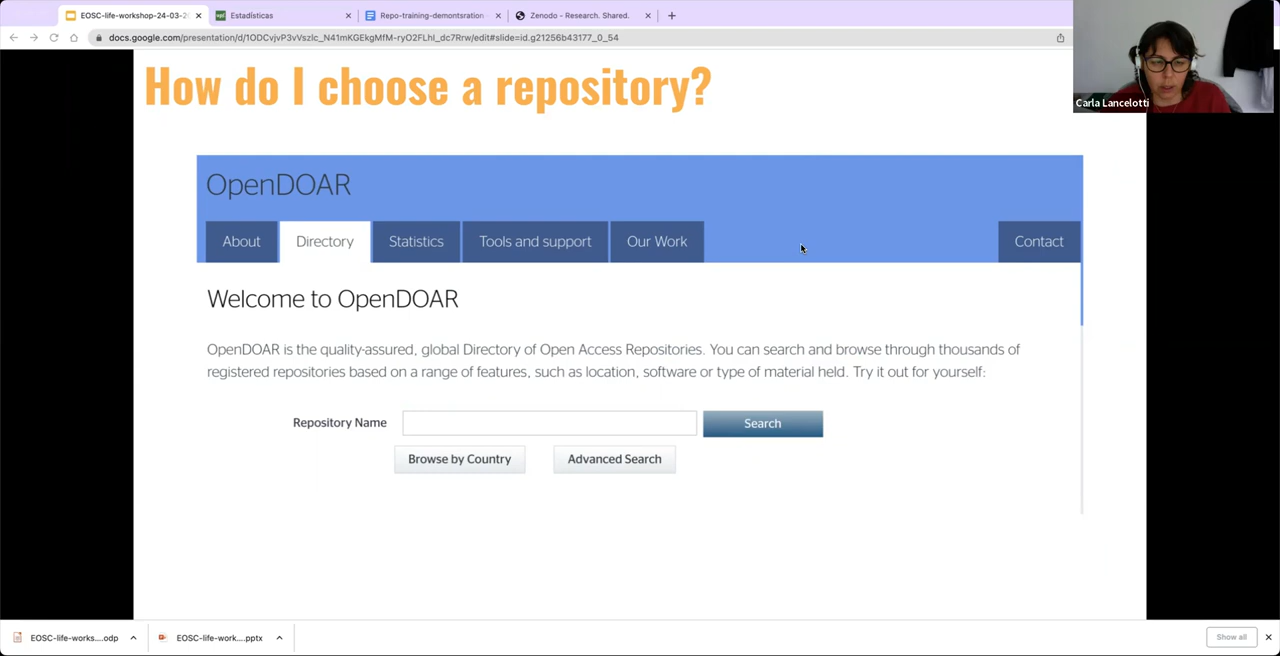 EOSC-life-workshop-24-03-2
Estadísticas
Repo-training-demontsration
Zenodo - Research. Shared.
docs.google.com/presentation/d/1ODCvjvP3vVszlc_N41mKGEkgMfM-ryO2FLhI_dc7Rrw/edit#slide=id.g21256b43177_0_54
Carla Lancelotti
How do I choose a repository?
OpenDOAR
About
Directory
Statistics
Tools and support
Our Work
Contact
Welcome to OpenDOAR
OpenDOAR is the quality-assured, global Directory of Open Access Repositories. You can search and browse through thousands of
registered repositories based on a range of features, such as location, software or type of material held. Try it out for yourself:
Repository Name
Search
Browse by Country
Advanced Search
EOSC-life-works....odp
EOSC-life-work....pptx
Show all